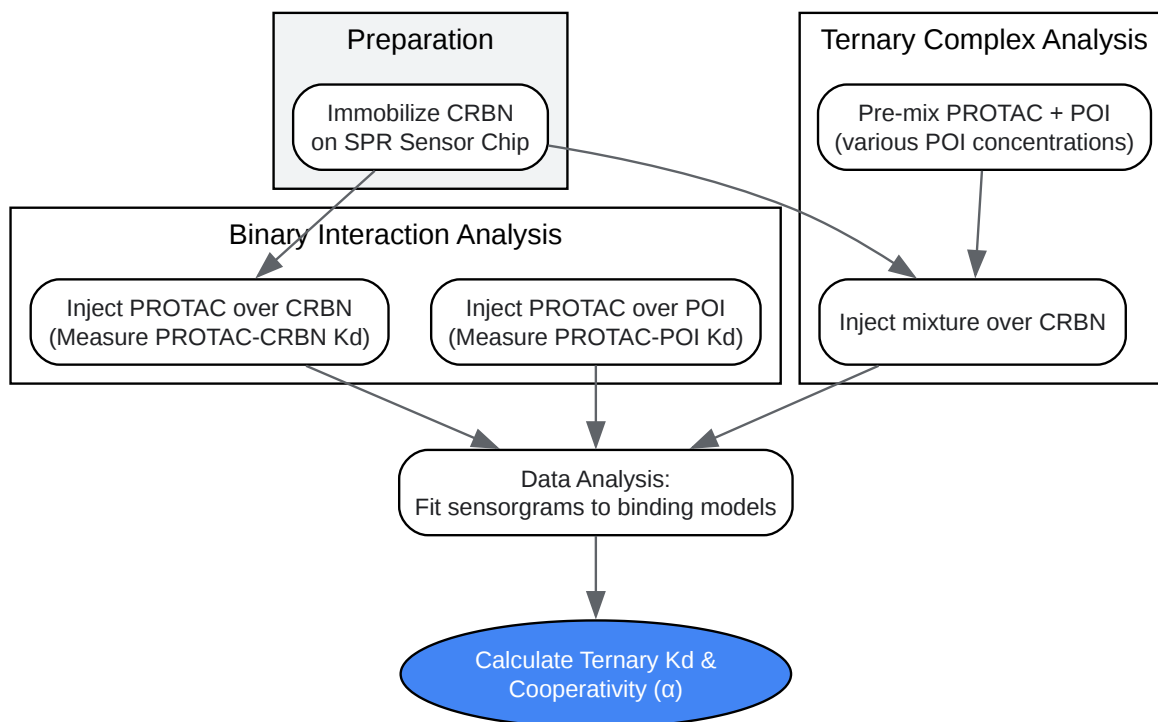 Preparation
Immobilize CRBN
on SPR Sensor Chip
Ternary Complex Analysis
Pre-mix PROTAC + POI
(various POI concentrations)
Binary Interaction Analysis
Inject PROTAC over CRBN
(Measure PROTAC-CRBN Kd)
Inject PROTAC over POI
(Measure PROTAC-POI Kd)
Inject mixture over CRBN
Data Analysis:
Fit sensorgrams to binding models
Calculate Ternary Kd &
Cooperativity (α)